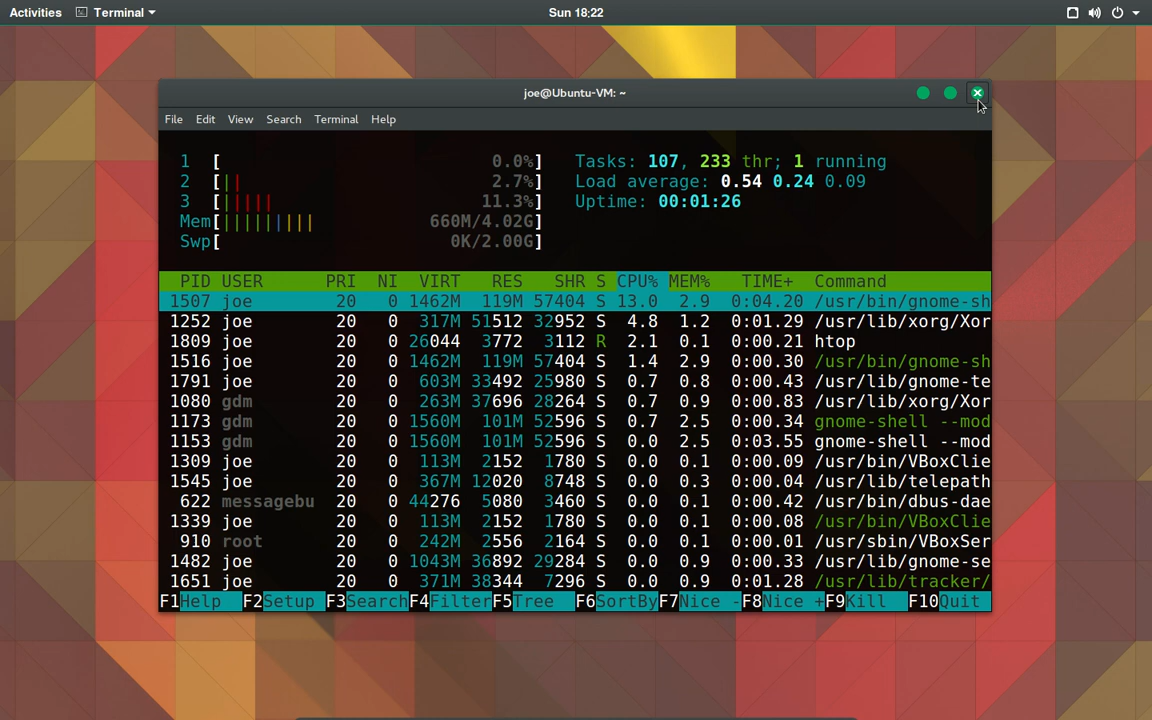 Activities Terminal Sun 18:22
joe@Ubuntu-VM: ~
File Edit View Search Terminal Help
1 [ 0.0%] Tasks: 107, 233 thr; 1 running
2 [|| 2.7%] Load average: 0.54 0.24 0.09
3 [||||| 11.3%] Uptime: 00:01:26
Mem[||||||||| 660M/4.02G]
Swp[ 0K/2.00G]
PID USER PRI NI VIRT RES SHR S CPU% MEM% TIME+ Command
1507 joe 20 0 1462M 119M 57404 S 13.0 2.9 0:04.20 /usr/bin/gnome-sh
1252 joe 20 0 317M 51512 32952 S 4.8 1.2 0:01.29 /usr/lib/xorg/Xor
1809 joe 20 0 26044 3772 3112 R 2.1 0.1 0:00.21 htop
1516 joe 20 0 1462M 119M 57404 S 1.4 2.9 0:00.30 /usr/bin/gnome-sh
1791 joe 20 0 603M 33492 25980 S 0.7 0.8 0:00.43 /usr/lib/gnome-te
1080 gdm 20 0 263M 37696 28264 S 0.7 0.9 0:00.83 /usr/lib/xorg/Xor
1173 gdm 20 0 1560M 101M 52596 S 0.7 2.5 0:00.34 gnome-shell --mod
1153 gdm 20 0 1560M 101M 52596 S 0.0 2.5 0:03.55 gnome-shell --mod
1309 joe 20 0 113M 2152 1780 S 0.0 0.1 0:00.09 /usr/bin/VBoxClie
1545 joe 20 0 367M 12020 8748 S 0.0 0.3 0:00.04 /usr/lib/telepath
622 messagebu 20 0 44276 5080 3460 S 0.0 0.1 0:00.42 /usr/bin/dbus-dae
1339 joe 20 0 113M 2152 1780 S 0.0 0.1 0:00.08 /usr/bin/VBoxClie
910 root 20 0 242M 2556 2164 S 0.0 0.1 0:00.01 /usr/sbin/VBoxSer
1482 joe 20 0 1043M 36892 29284 S 0.0 0.9 0:00.33 /usr/lib/gnome-se
1651 joe 20 0 371M 38344 7296 S 0.0 0.9 0:01.28 /usr/lib/tracker/
F1Help F2Setup F3SearchF4FilterF5Tree F6SortByF7Nice -F8Nice +F9Kill F10Quit